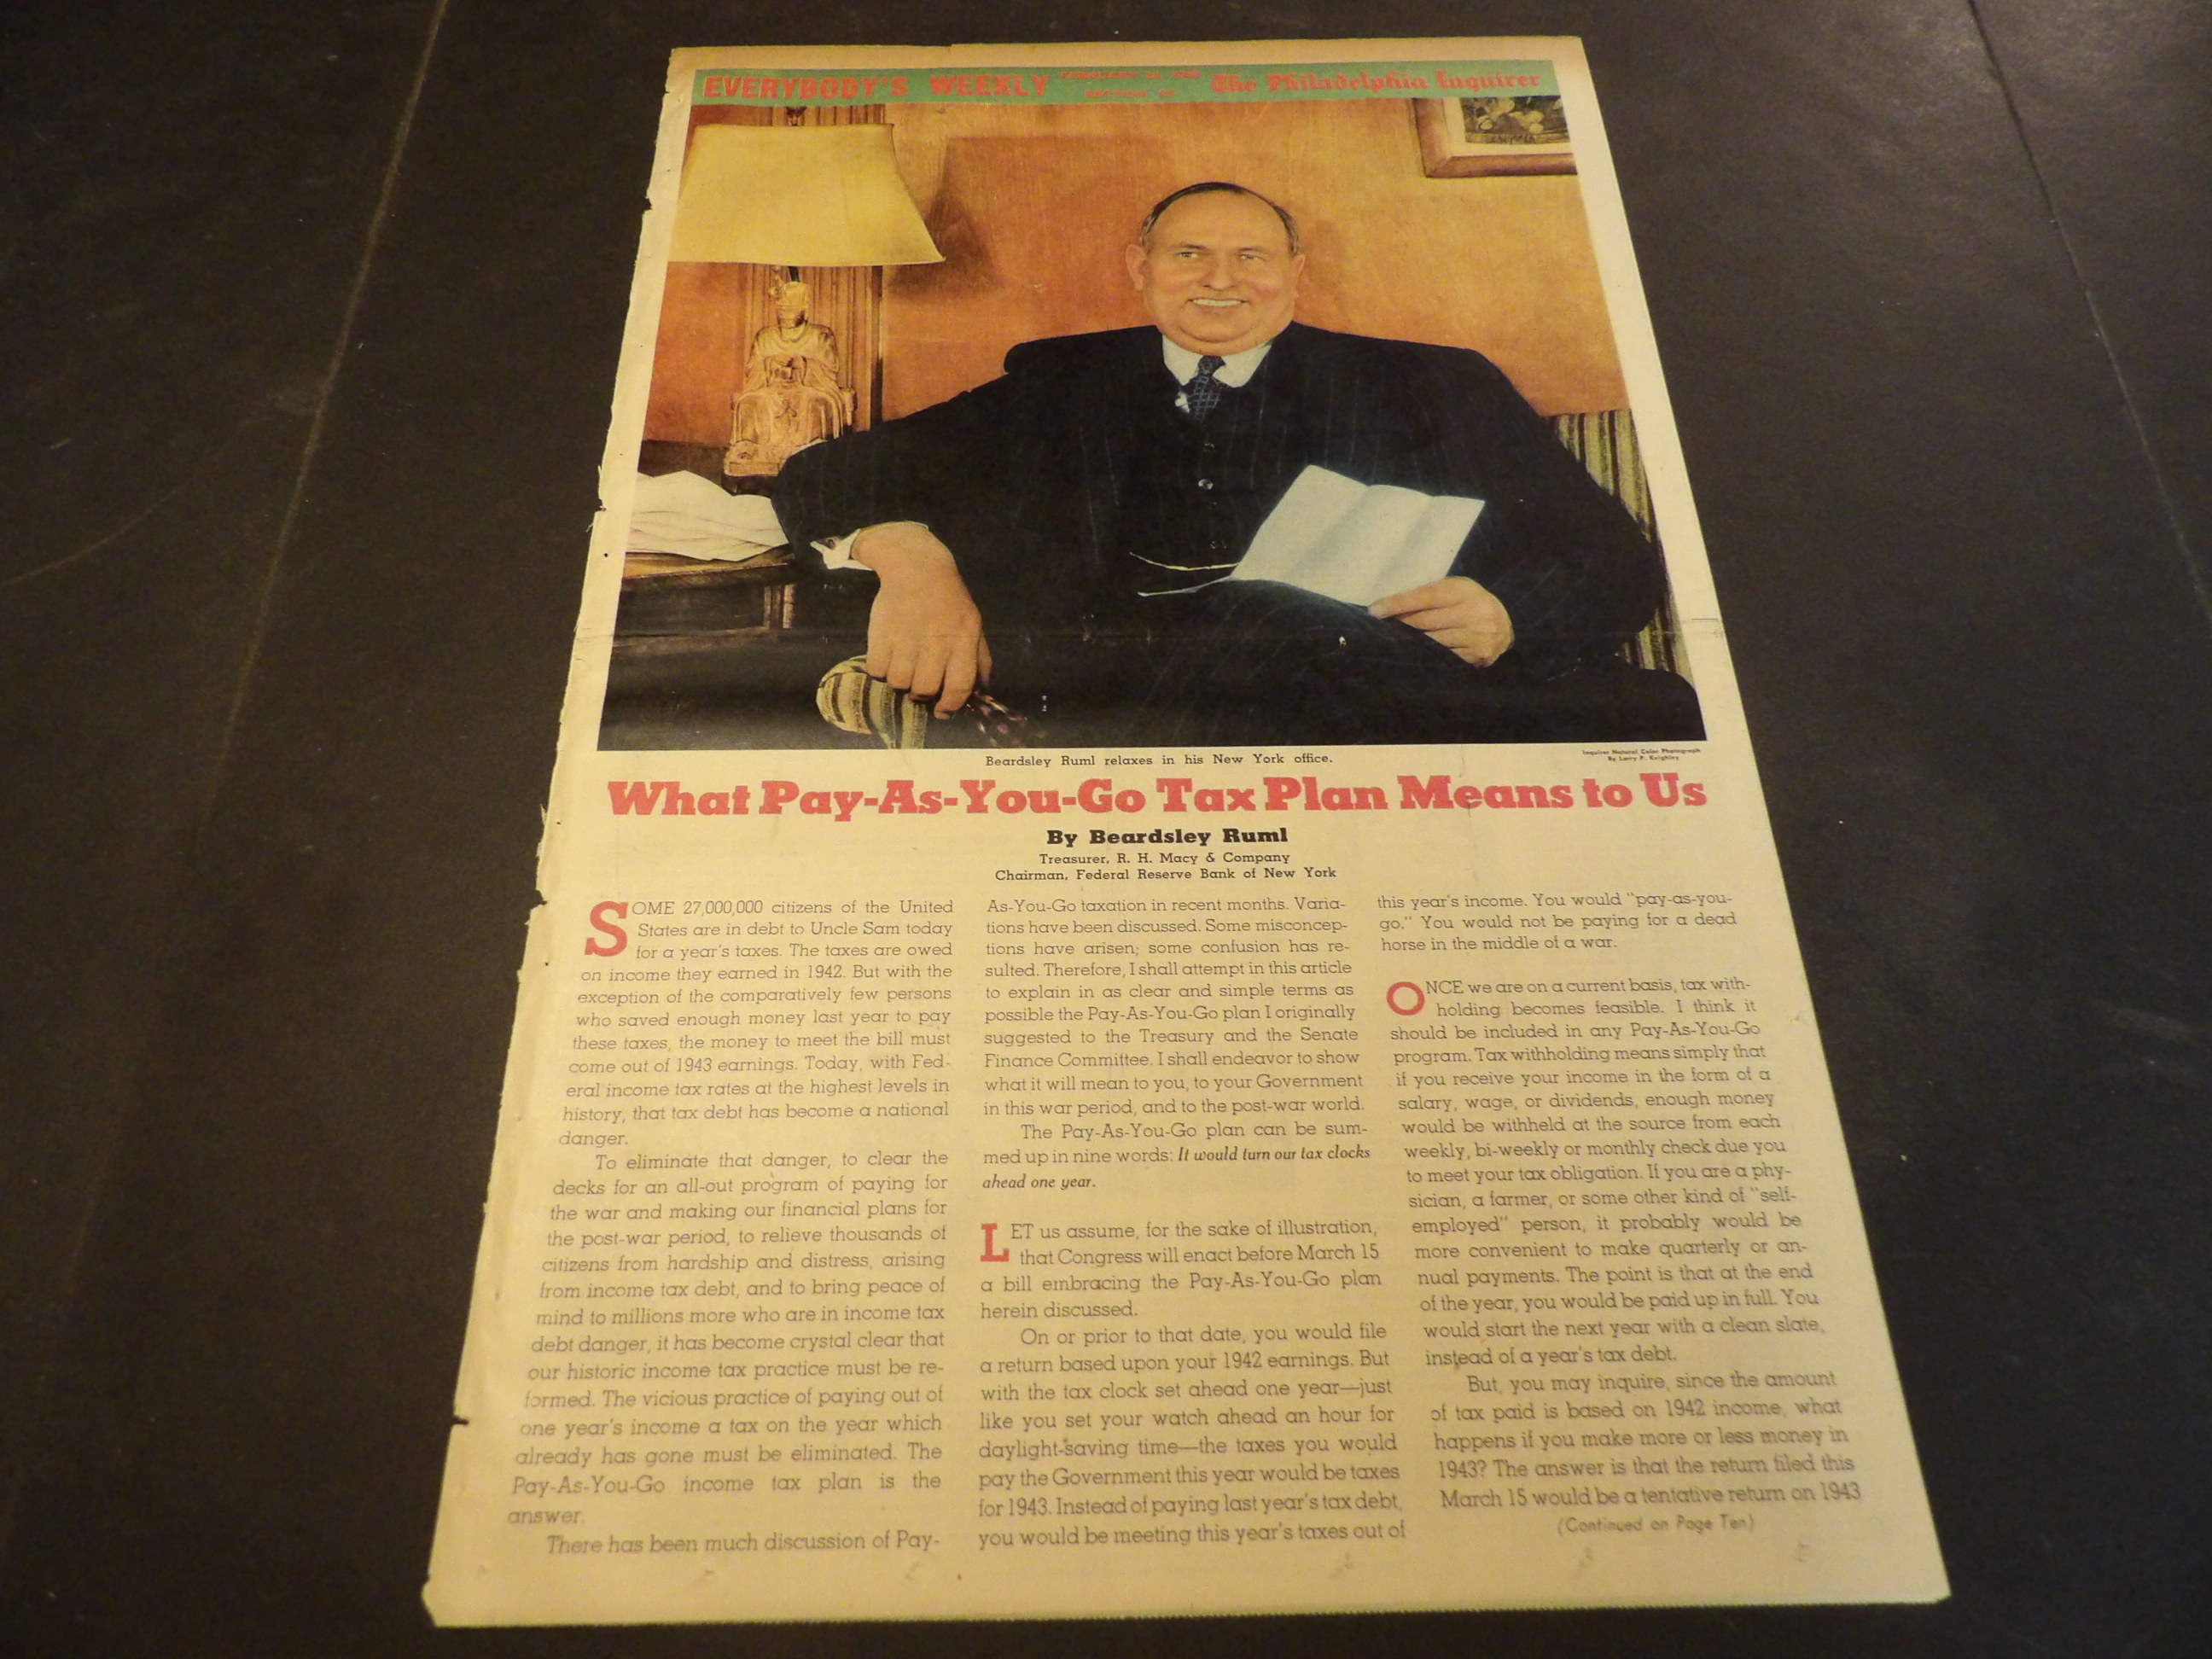 EVERYBODY'S WEEKLY
The Philadelphia Inquirer
Beardsley Ruml relaxes in his New York office.
Inquirer Natural Color Photograph
By Larry P. Keighley
What Pay-As-You-Go Tax Plan Means to Us
By Beardsley Ruml
Treasurer, R. H. Macy & Company
Chairman, Federal Reserve Bank of New York
SOME 27,000,000 citizens of the United
States are in debt to Uncle Sam today
for a year's taxes. The taxes are owed
on income they earned in 1942. But with the
exception of the comparatively few persons
who saved enough money last year to pay
these taxes, the money to meet the bill must
come out of 1943 earnings. Today, with Fed-
eral income tax rates at the highest levels in
history, that tax debt has become a national
danger.
To eliminate that danger, to clear the
decks for an all-out program of paying for
the war and making our financial plans for
the post-war period, to relieve thousands of
citizens from hardship and distress, arising
from income tax debt, and to bring peace of
mind to millions more who are in income tax
debt danger, it has become crystal clear that
our historic income tax practice must be re-
formed. The vicious practice of paying out of
one year's income a tax on the year which
already has gone must be eliminated. The
Pay-As-You-Go income tax plan is the
answer.
There has been much discussion of Pay-
As-You-Go taxation in recent months. Varia-
tions have been discussed. Some misconcep-
tions have arisen; some confusion has re-
sulted. Therefore, I shall attempt in this article
to explain in as clear and simple terms as
possible the Pay-As-You-Go plan I originally
suggested to the Treasury and the Senate
Finance Committee. I shall endeavor to show
what it will mean to you, to your Government
in this war period, and to the post-war world.
The Pay-As-You-Go plan can be sum-
med up in nine words: It would turn our tax clocks
ahead one year.
LET us assume, for the sake of illustration,
that Congress will enact before March 15
a bill embracing the Pay-As-You-Go plan
herein discussed.
On or prior to that date, you would file
a return based upon your 1942 earnings. But
with the tax clock set ahead one year—just
like you set your watch ahead an hour for
daylight-saving time—the taxes you would
pay the Government this year would be taxes
for 1943. Instead of paying last year's tax debt,
you would be meeting this year's taxes out of
this year's income. You would "pay-as-you-
go." You would not be paying for a dead
horse in the middle of a war.
ONCE we are on a current basis, tax with-
holding becomes feasible. I think it
should be included in any Pay-As-You-Go
program. Tax withholding means simply that
if you receive your income in the form of a
salary, wage, or dividends, enough money
would be withheld at the source from each
weekly, bi-weekly or monthly check due you
to meet your tax obligation. If you are a phy-
sician, a farmer, or some other kind of "self-
employed" person, it probably would be
more convenient to make quarterly or an-
nual payments. The point is that at the end
of the year, you would be paid up in full. You
would start the next year with a clean slate,
instead of a year's tax debt.
But, you may inquire, since the amount
of tax paid is based on 1942 income, what
happens if you make more or less money in
1943? The answer is that the return filed this
March 15 would be a tentative return on 1943
(Continued on Page Ten)